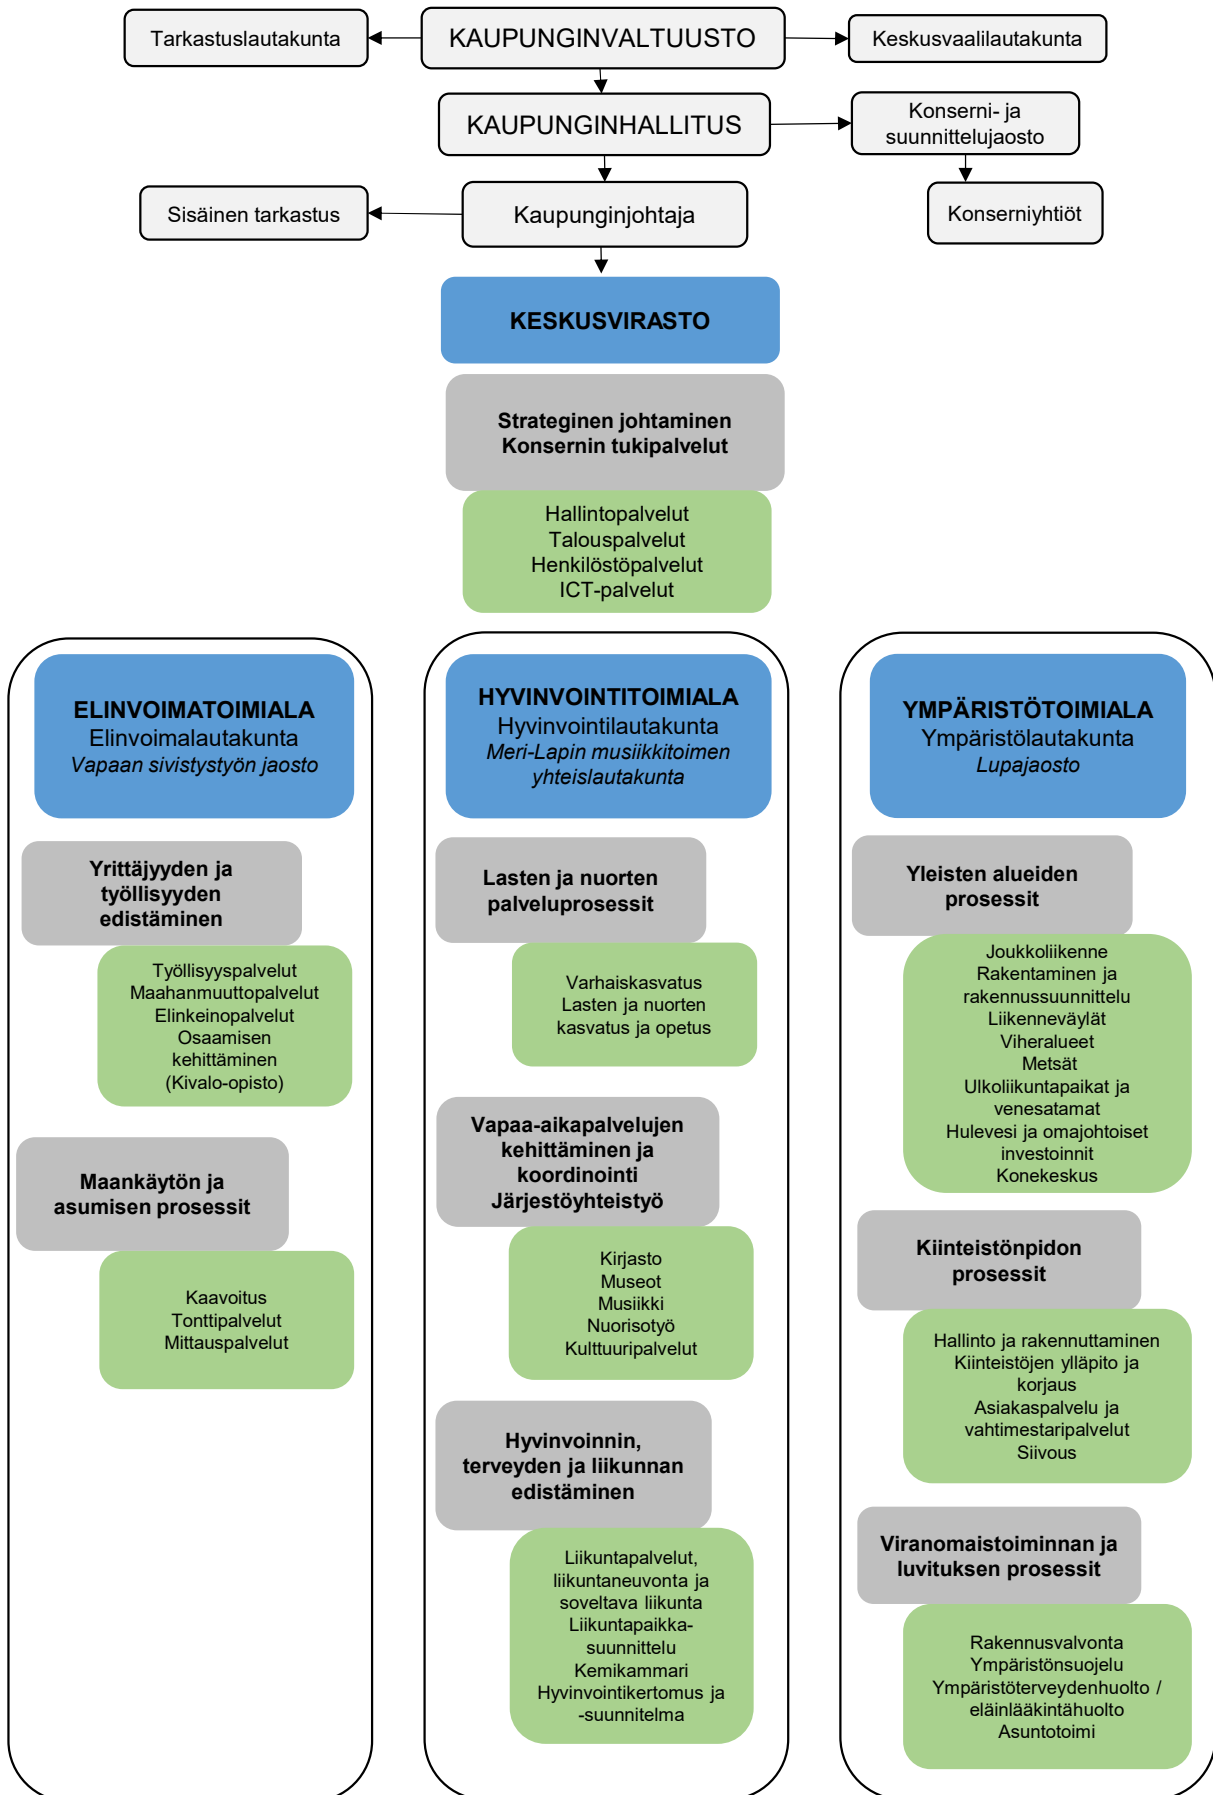 Tarkastuslautakunta
KAUPUNGINVALTUUSTO
Keskusvaalilautakunta
KAUPUNGINHALLITUS
Konserni- ja
suunnittelujaosto
Sisäinen tarkastus
Kaupunginjohtaja
Konserniyhtiöt
KESKUSVIRASTO
Strateginen johtaminen
Konsernin tukipalvelut
Hallintopalvelut
Talouspalvelut
Henkilöstöpalvelut
ICT-palvelut
ELINVOIMATOIMIALA
Elinvoimalautakunta
Vapaan sivistystyön jaosto
Yrittäjyyden ja
työllisyyden
edistäminen
Työllisyyspalvelut
Maahanmuuttopalvelut
Elinkeinopalvelut
Osaamisen
kehittäminen
(Kivalo-opisto)
Maankäytön ja
asumisen prosessit
Kaavoitus
Tonttipalvelut
Mittauspalvelut
HYVINVOINTITOIMIALA
Hyvinvointilautakunta
Meri-Lapin musiikkitoimen
yhteislautakunta
Lasten ja nuorten
palveluprosessit
Varhaiskasvatus
Lasten ja nuorten
kasvatus ja opetus
Vapaa-aikapalvelujen
kehittäminen ja
koordinointi
Järjestöyhteistyö
Kirjasto
Museot
Musiikki
Nuorisotyö
Kulttuuripalvelut
Hyvinvoinnin,
terveyden ja liikunnan
edistäminen
Liikuntapalvelut,
liikuntaneuvonta ja
soveltava liikunta
Liikuntapaikka-
suunnittelu
Kemikammari
Hyvinvointikertomus ja
-suunnitelma
YMPÄRISTÖTOIMIALA
Ympäristölautakunta
Lupajaosto
Yleisten alueiden
prosessit
Joukkoliikenne
Rakentaminen ja
rakennussuunnittelu
Liikenneväylät
Viheralueet
Metsät
Ulkoliikuntapaikat ja
venesatamat
Hulevesi ja omajohtoiset
investoinnit
Konekeskus
Kiinteistönpidon
prosessit
Hallinto ja rakennuttaminen
Kiinteistöjen ylläpito ja
korjaus
Asiakaspalvelu ja
vahtimestaripalvelut
Siivous
Viranomaistoiminnan ja
luvituksen prosessit
Rakennusvalvonta
Ympäristönsuojelu
Ympäristöterveydenhuolto /
eläinlääkintähuolto
Asuntotoimi